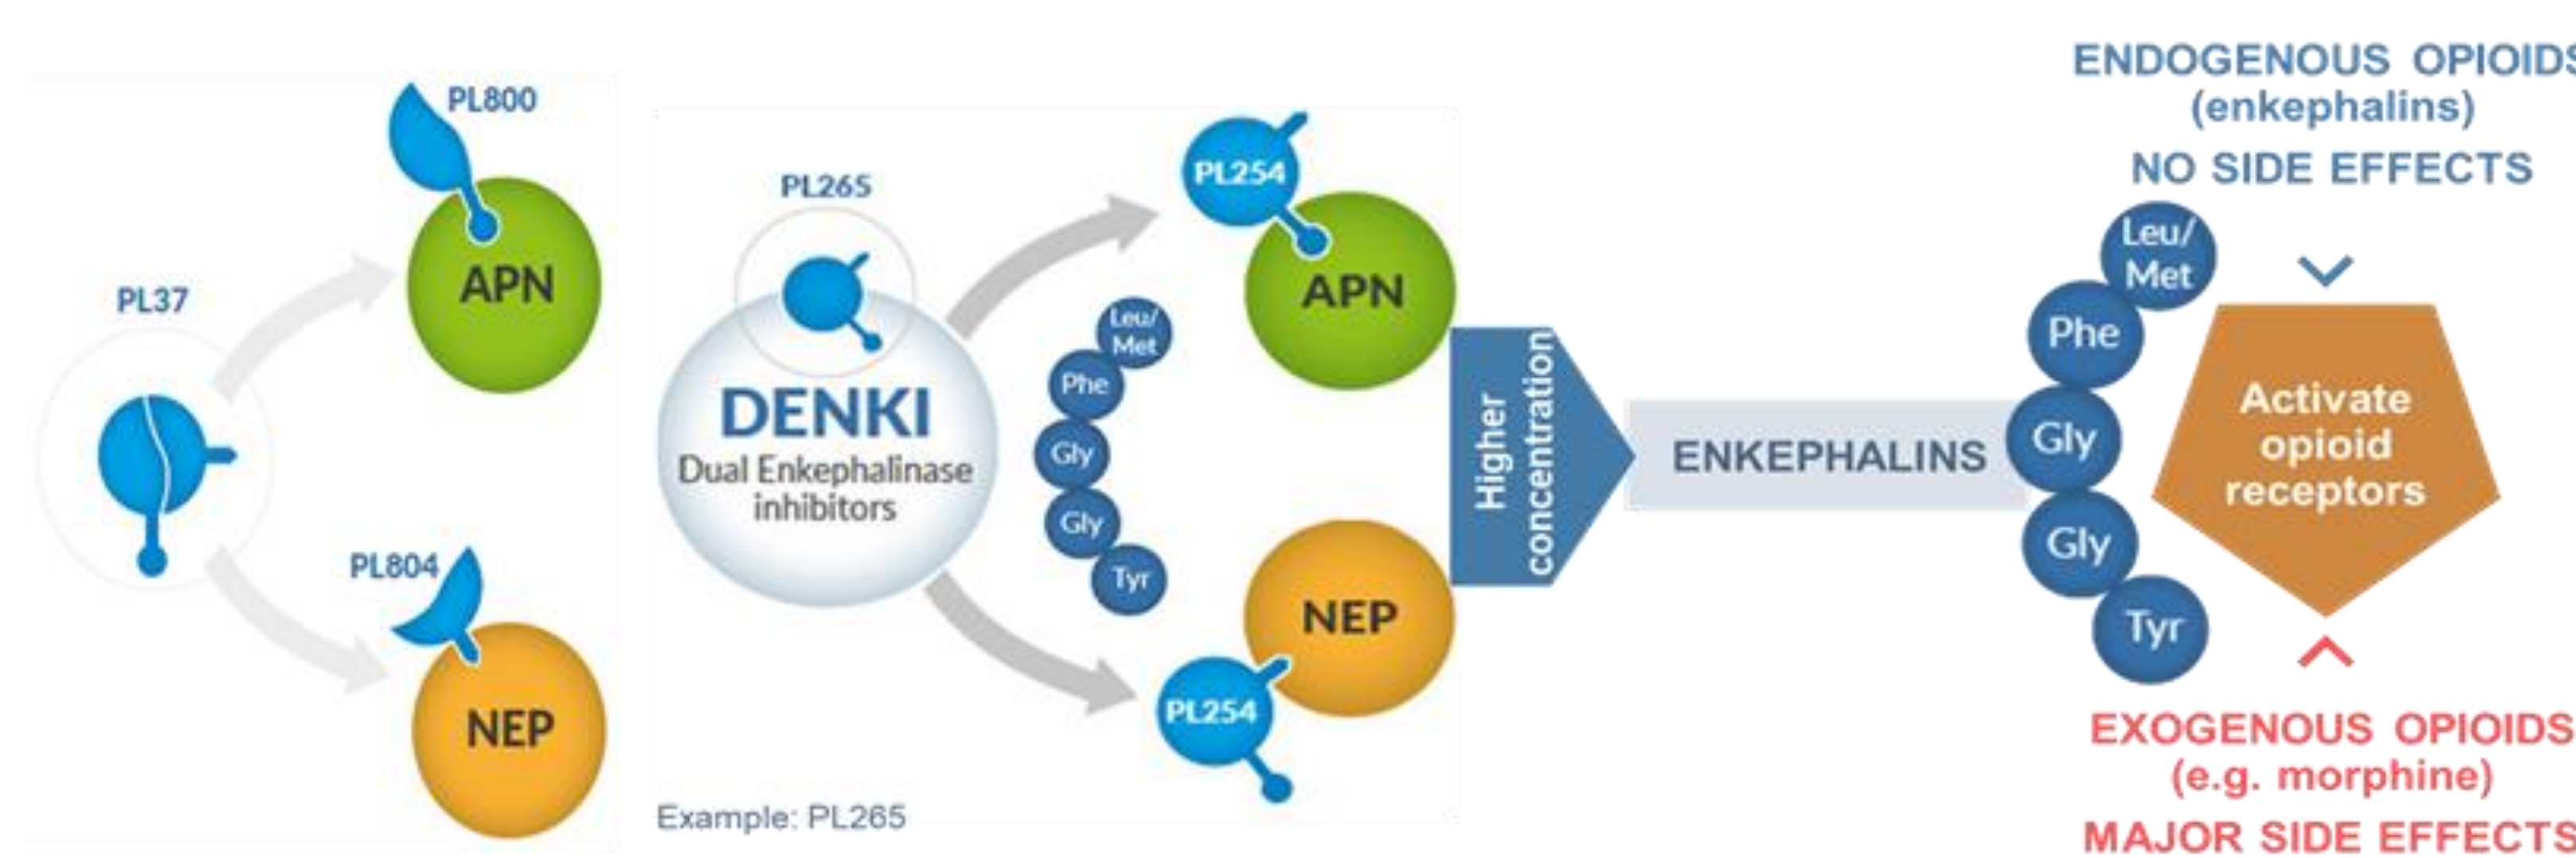 PL37
PL800
APN
PL804
NEP
PL265
DENKI
Dual Enkephalinase
inhibitors
Example: PL265
PL254
APN
Leu/
Met
Phe
Gly
Gly
Tyr
NEP
PL254
Higher
concentration
ENKEPHALINS
ENDOGENOUS OPIOIDS
(enkephalins)
NO SIDE EFFECTS
Leu/
Met
Phe
Gly
Gly
Tyr
Activate
opioid
receptors
EXOGENOUS OPIOIDS
(e.g. morphine)
MAJOR SIDE EFFECTS